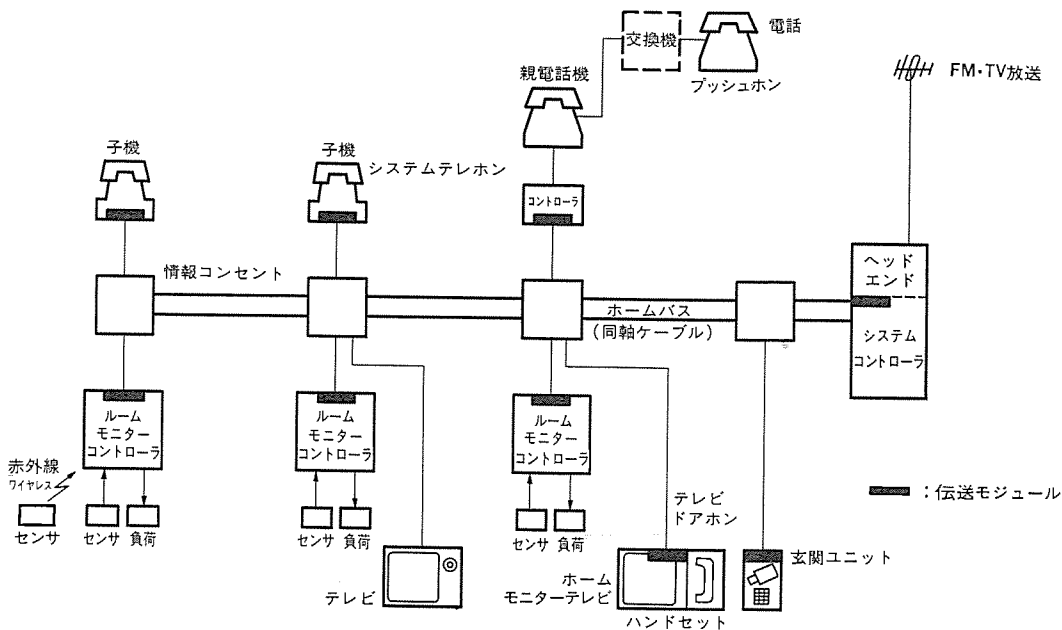 電話
交換機
プッシュホン
FM・TV放送
親電話機
子機
子機
システムテレホン
コントローラ
情報コンセント
ホームバス
(同軸ケーブル)
ヘッド
エンド
システム
コントローラ
ルーム
モニター
コントローラ
ルーム
モニター
コントローラ
ルーム
モニター
コントローラ
赤外線
ワイヤレス
センサ
センサ
負荷
センサ
負荷
センサ
負荷
テレビ
ドアホン
:伝送モジュール
テレビ
ホーム
モニターテレビ
ハンドセット
玄関ユニット